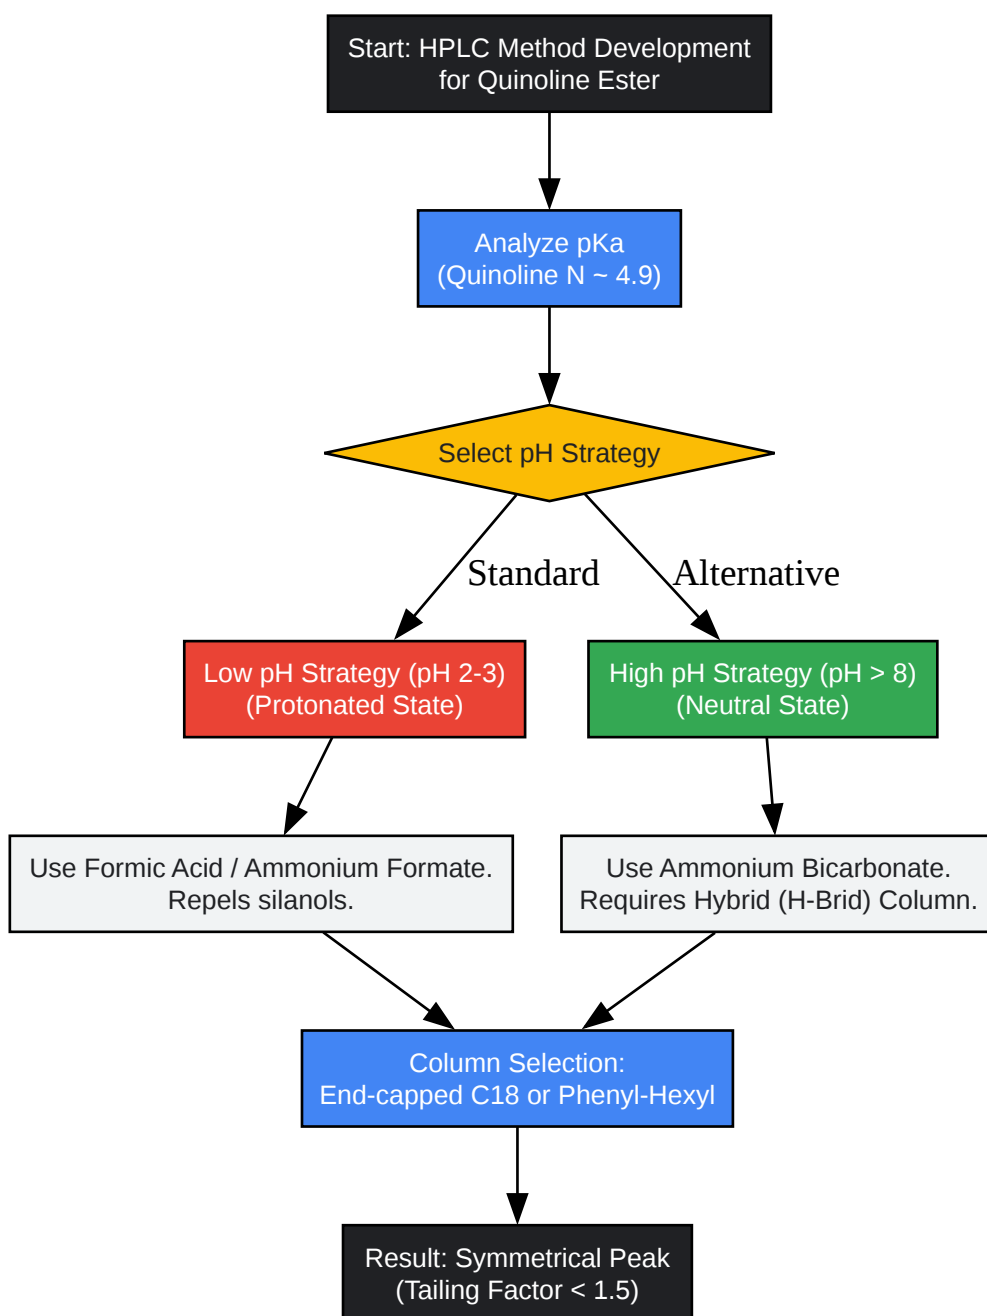 Start: HPLC Method Development
for Quinoline Ester
Analyze pKa
(Quinoline N ~ 4.9)
Select pH Strategy
Standard
Alternative
Low pH Strategy (pH 2-3)
(Protonated State)
High pH Strategy (pH > 8)
(Neutral State)
Use Formic Acid / Ammonium Formate.
Repels silanols.
Use Ammonium Bicarbonate.
Requires Hybrid (H-Brid) Column.
Column Selection:
End-capped C18 or Phenyl-Hexyl
Result: Symmetrical Peak
(Tailing Factor < 1.5)